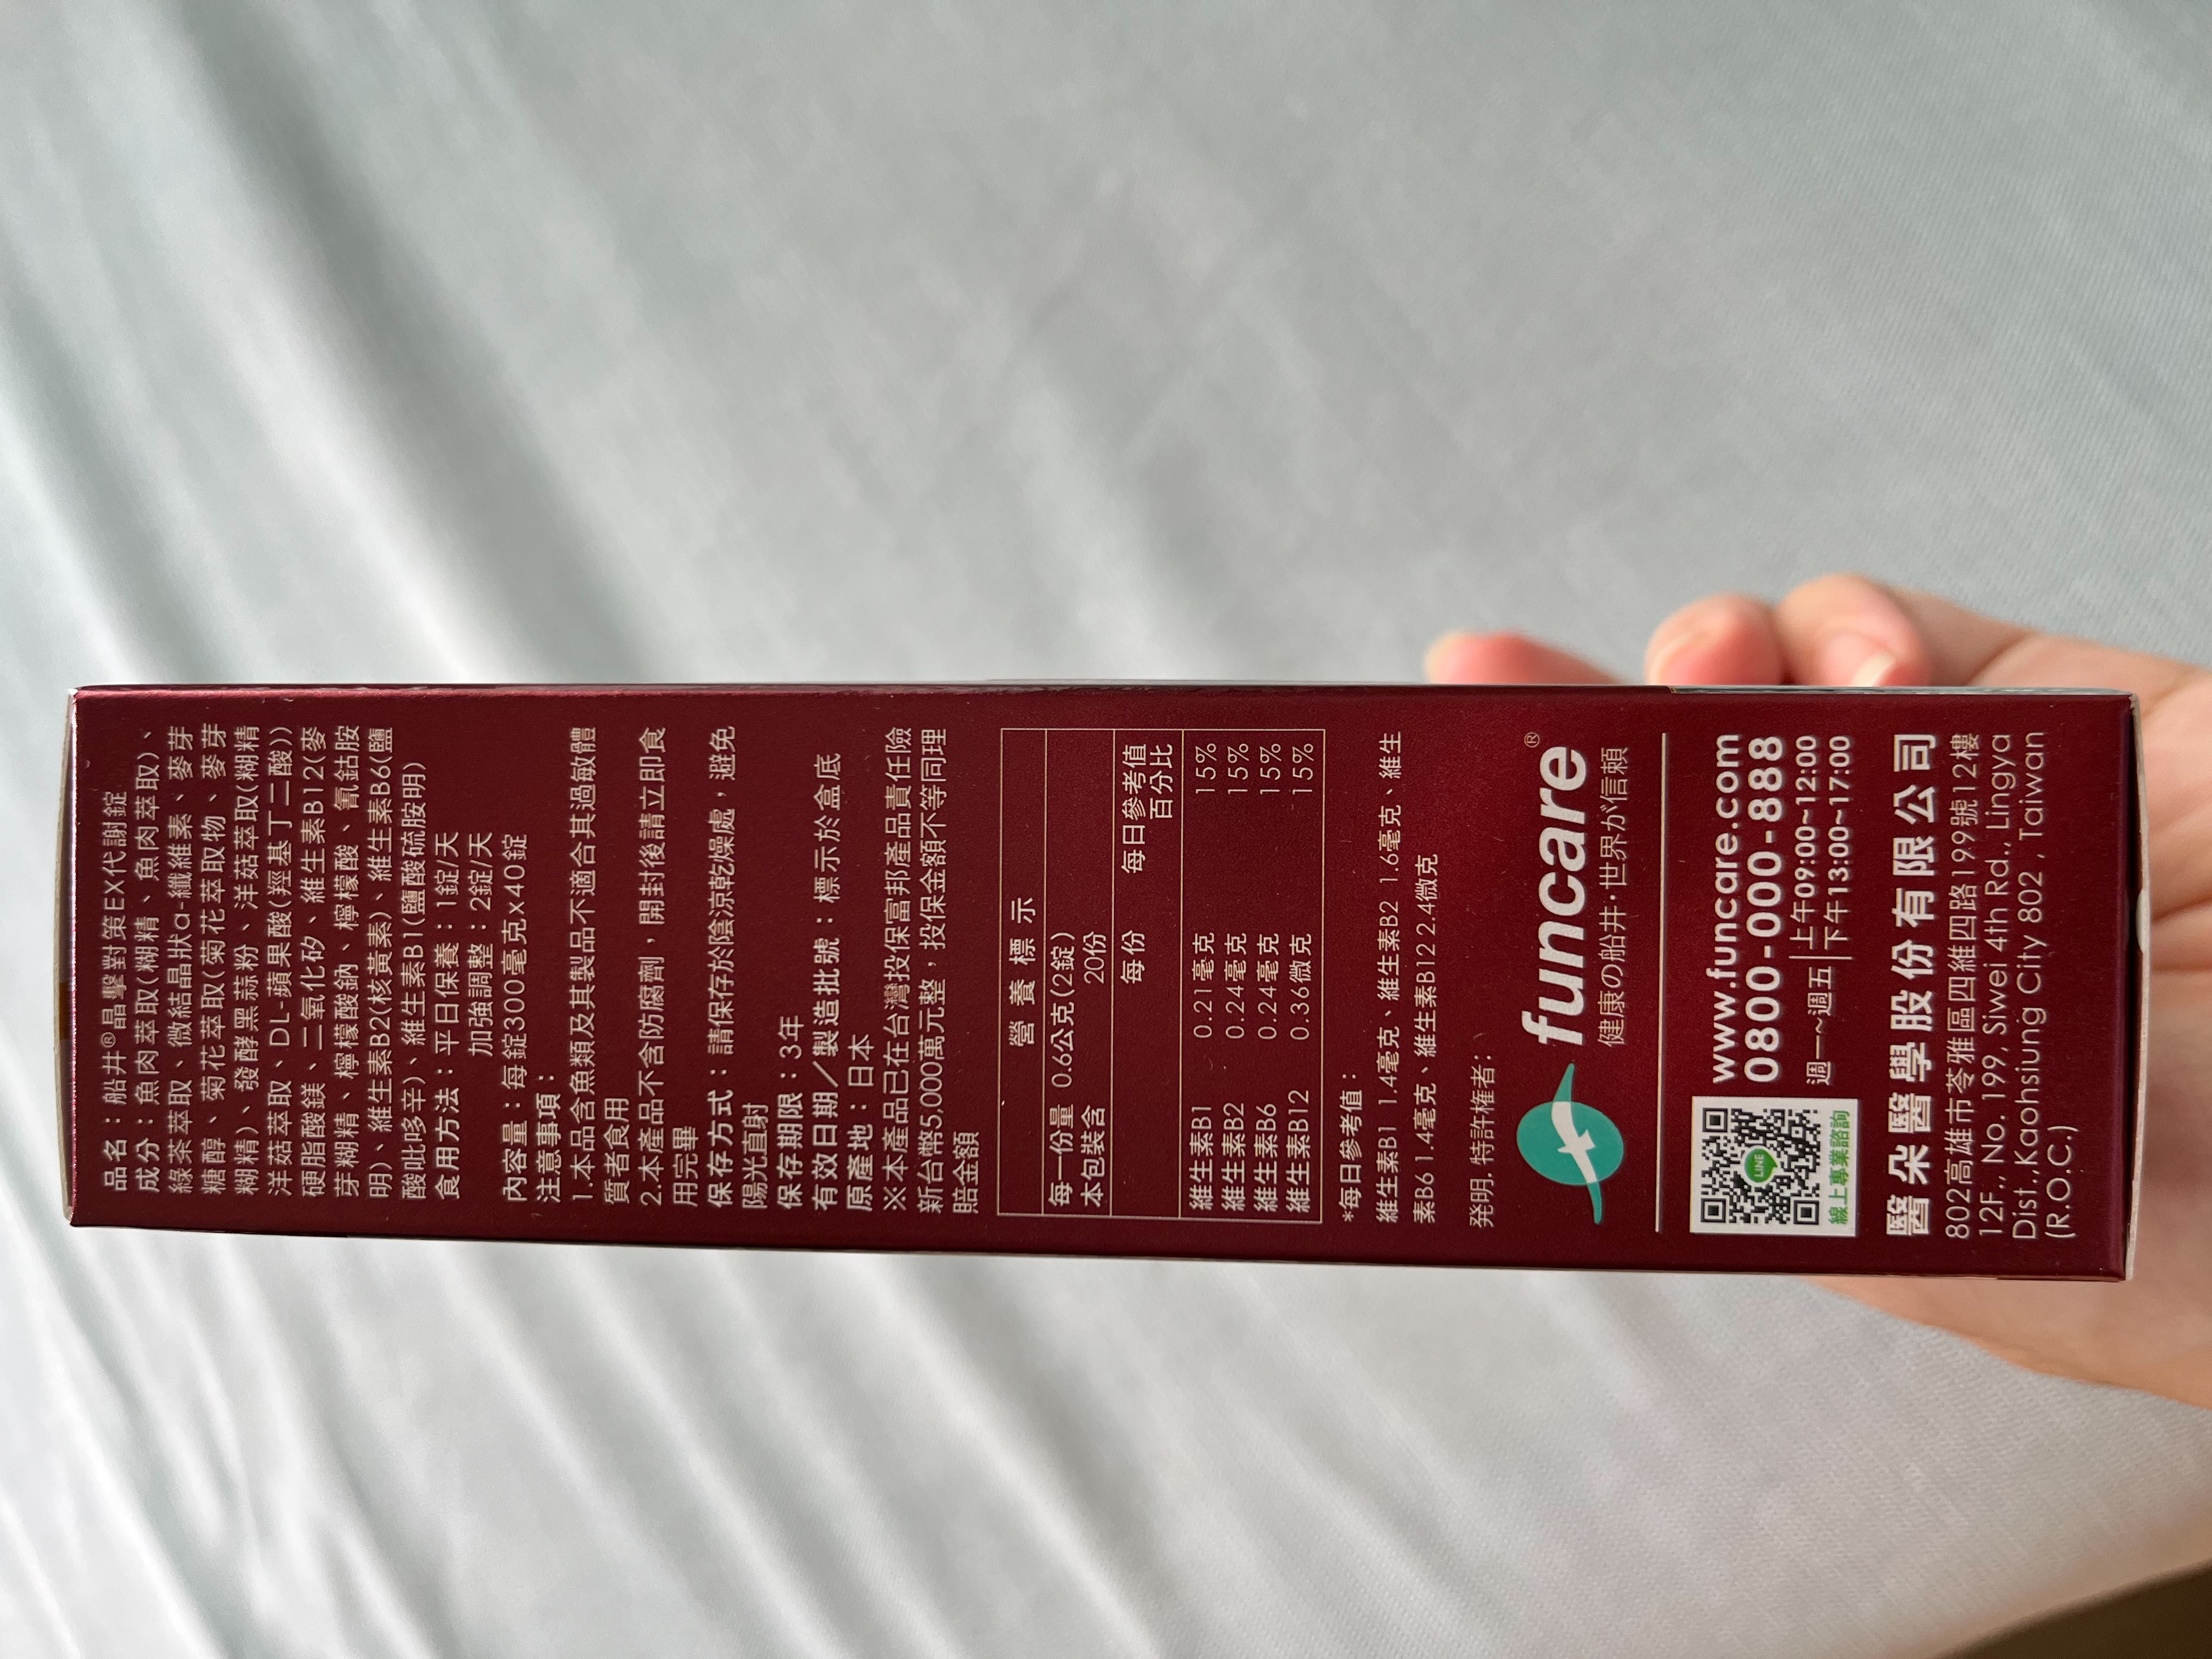 品名：船井®晶擊對策EX代謝錠
成分：魚肉萃取(糊精、魚肉萃取)、
綠茶萃取、微結晶狀α-纖維素、麥芽
糖醇、菊花萃取(菊花萃取物、麥芽
糊精)、發酵黑蒜粉、洋菇萃取(糊精
洋菇萃取、DL-蘋果酸(羥基丁二酸))
硬脂酸鎂、二氧化矽、維生素B12(麥
芽糊精、檸檬酸鈉、檸檬酸、氰鈷胺
明)、維生素B2(核黃素)、維生素B6(鹽
酸吡哆辛)、維生素B1(鹽酸硫胺明)
食用方法：平日保養：1錠/天
加強調整：2錠/天
內容量：每錠300毫克x40錠
注意事項：
1.本品含魚類及其製品不適合其過敏體
質者食用
2.本產品不含防腐劑，開封後請立即食
用完畢
保存方式：請保存於陰涼乾燥處，避免
陽光直射
保存期限：3年
有效日期／製造批號：標示於盒底
原產地：日本
※本產品已在台灣投保富邦產品責任險
新台幣5,000萬元整，投保金額不等同理
賠金額
營養標示
每一份量 0.6公克(2錠)
本包裝含 20份
每份 每日參考值
百分比
維生素B1 0.21毫克 15%
維生素B2 0.24毫克 15%
維生素B6 0.24毫克 15%
維生素B12 0.36微克 15%
*每日參考值：
維生素B1 1.4毫克、維生素B2 1.6毫克、維生
素B6 1.4毫克、維生素B12 2.4微克
発明.特許権者：
funcare®
健康の船井·世界が信頼
www.funcare.com
0800-000-888
週一~週五 上午09:00~12:00
下午13:00~17:00
LINE
線上專業諮詢
醫朵醫學股份有限公司
802高雄市苓雅區四維四路199號12樓
12F., No. 199, Siwei 4th Rd., Lingya
Dist.,Kaohsiung City 802, Taiwan
(R.O.C.)